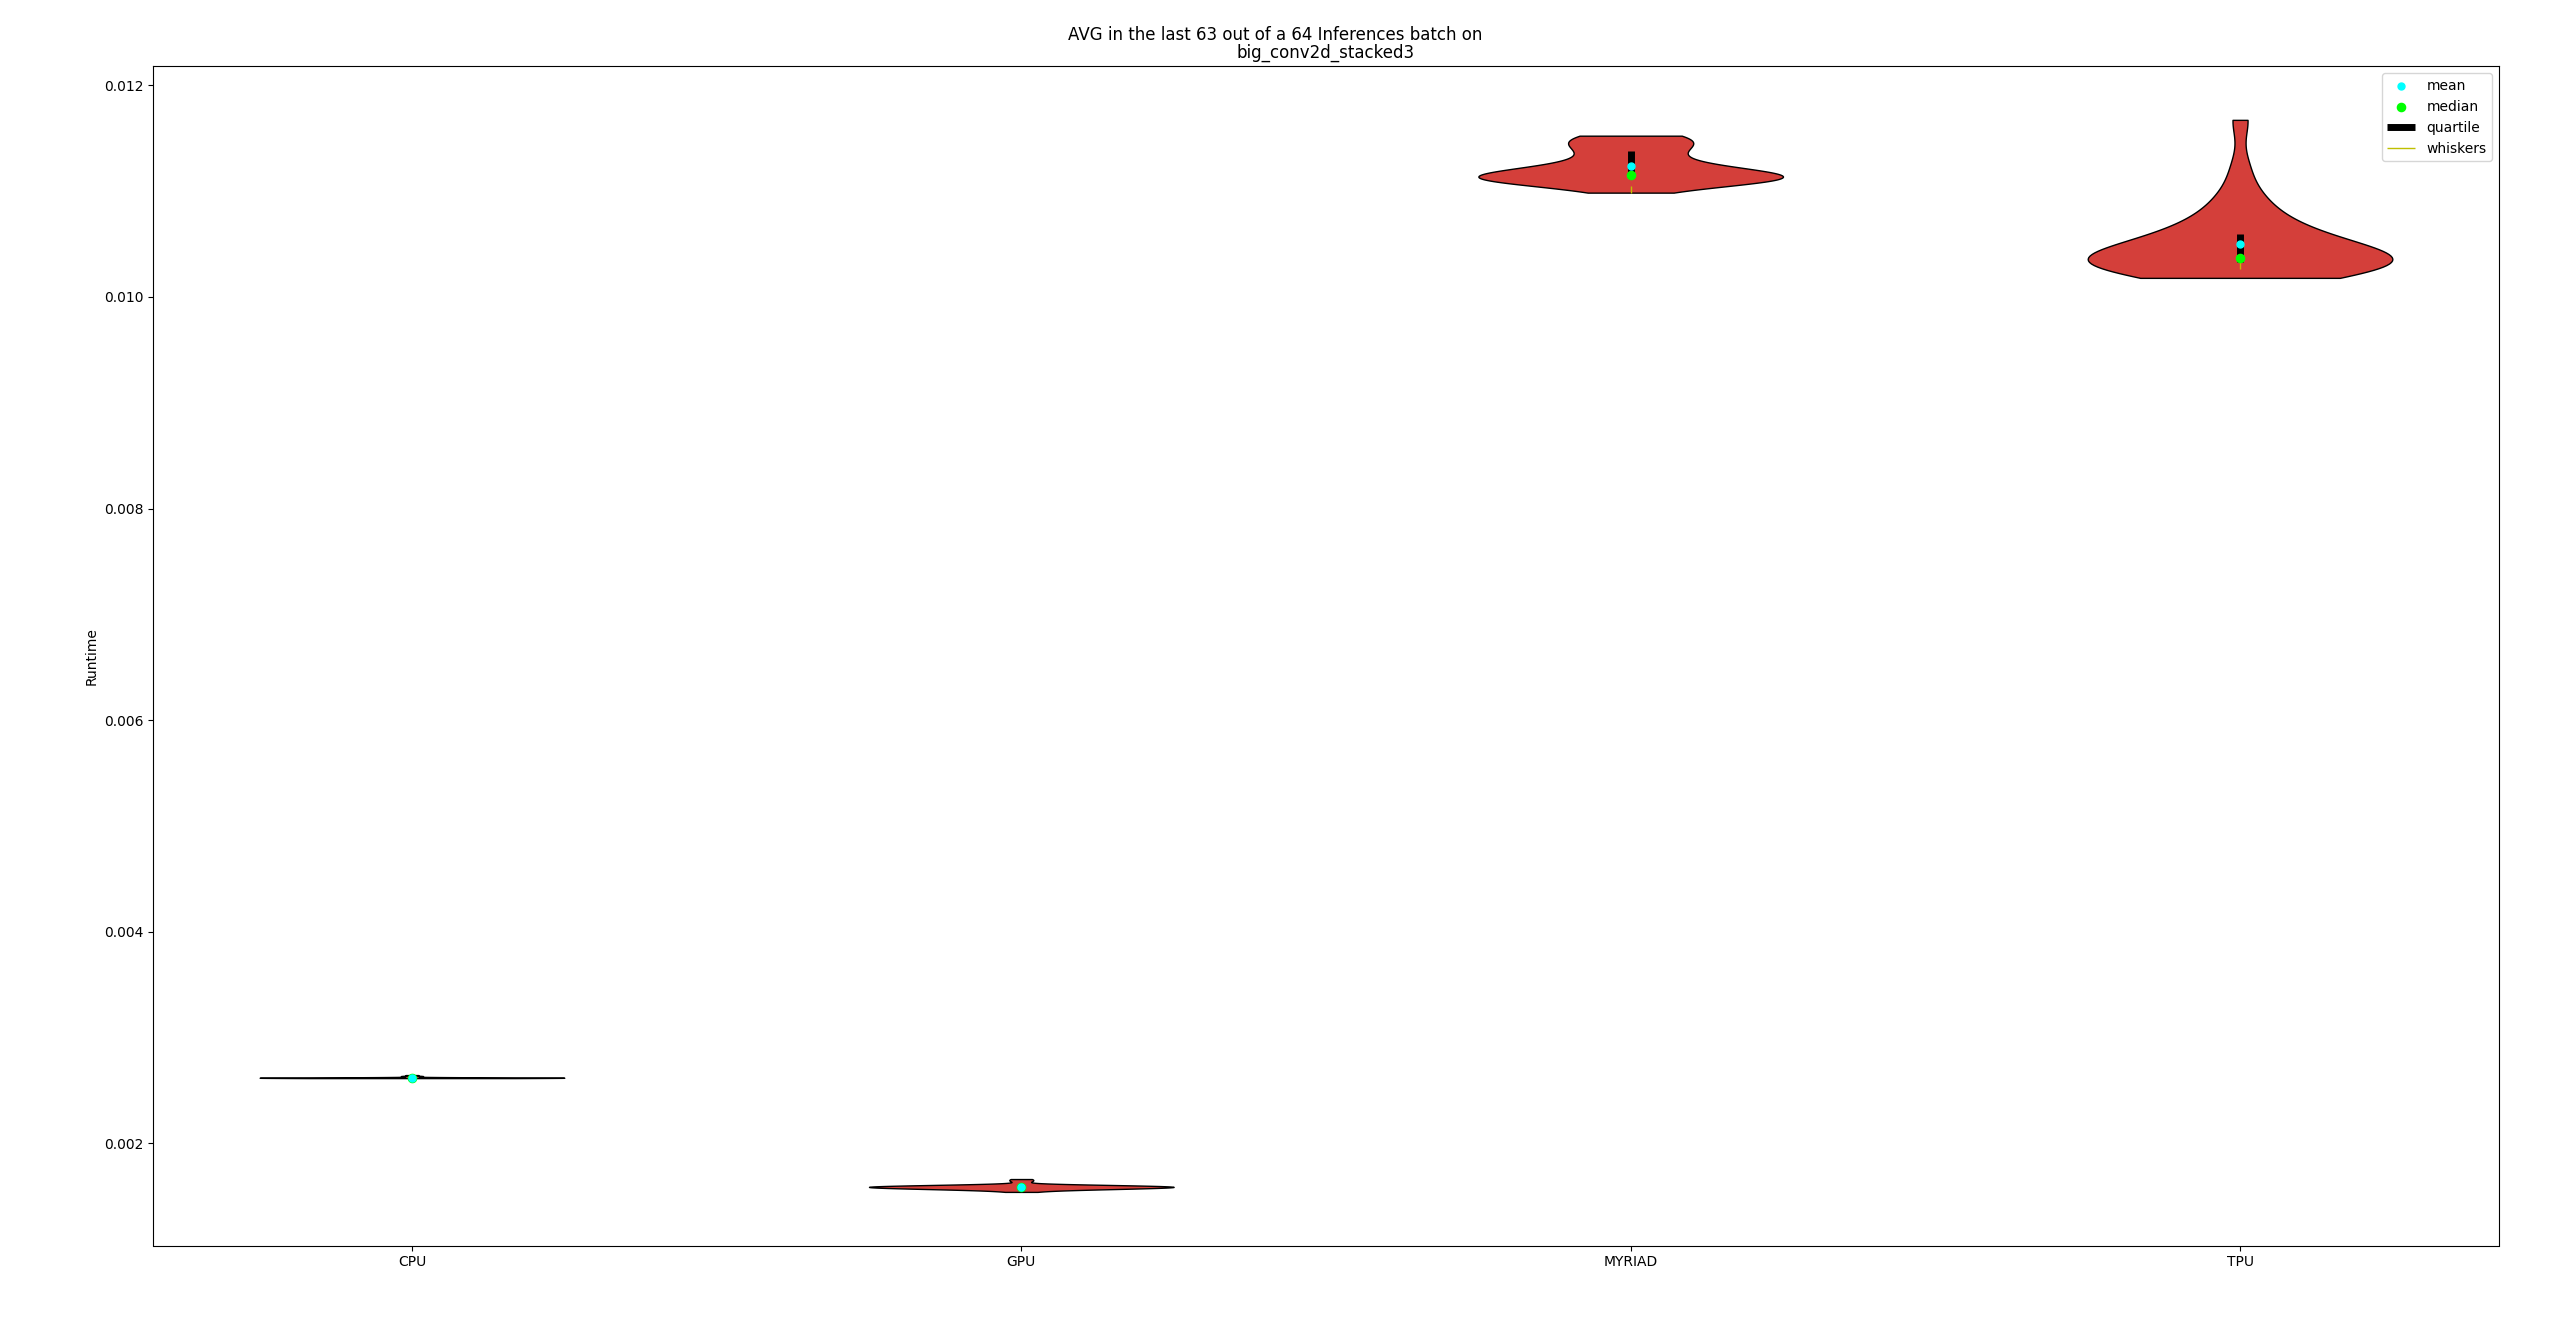 AVG in the last 63 out of a 64 Inferences batch on
big_conv2d_stacked3
mean
median
quartile
whiskers
0.012
0.010
0.008
0.006
0.004
0.002
Runtime
CPU
GPU
MYRIAD
TPU